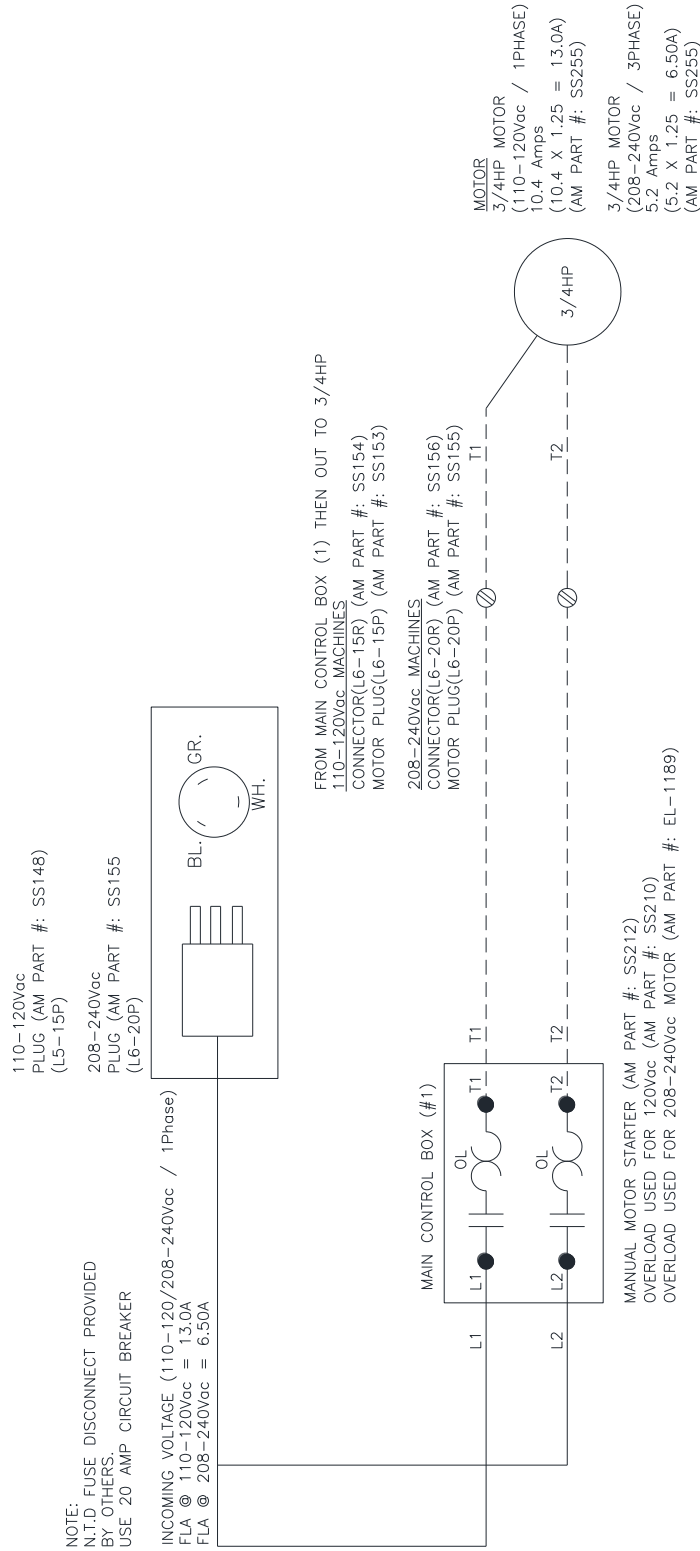 NOTE:
N.T.D FUSE DISCONNECT PROVIDED
BY OTHERS.
USE 20 AMP CIRCUIT BREAKER
110-120Vac
PLUG (AM PART #: SS148)
(L5-15P)
208-240Vac
PLUG (AM PART #: SS155
(L6-20P)
INCOMING VOLTAGE (110-120/208-240Vac / 1Phase)
FLA @ 110-120Vac = 13.0A
FLA @ 208-240Vac = 6.50A
BL.
GR.
WH.
FROM MAIN CONTROL BOX (1) THEN OUT TO 3/4HP
110-120Vac MACHINES
CONNECTOR(L6-15R) (AM PART #: SS154)
MOTOR PLUG(L6-15P) (AM PART #: SS153)
208-240Vac MACHINES
CONNECTOR(L6-20R) (AM PART #: SS156)
MOTOR PLUG(L6-20P) (AM PART #: SS155)
MAIN CONTROL BOX (#1)
L1
L1
OL
T1
T1
T1
L2
L2
OL
T2
T2
T2
3/4HP
MOTOR
3/4HP MOTOR
(110-120Vac / 1PHASE)
10.4 Amps
(10.4 X 1.25 = 13.0A)
(AM PART #: SS255)
3/4HP MOTOR
(208-240Vac / 3PHASE)
5.2 Amps
(5.2 X 1.25 = 6.50A)
(AM PART #: SS255)
MANUAL MOTOR STARTER (AM PART #: SS212)
OVERLOAD USED FOR 120Vac (AM PART #: SS210)
OVERLOAD USED FOR 208-240Vac MOTOR (AM PART #: EL-1189)